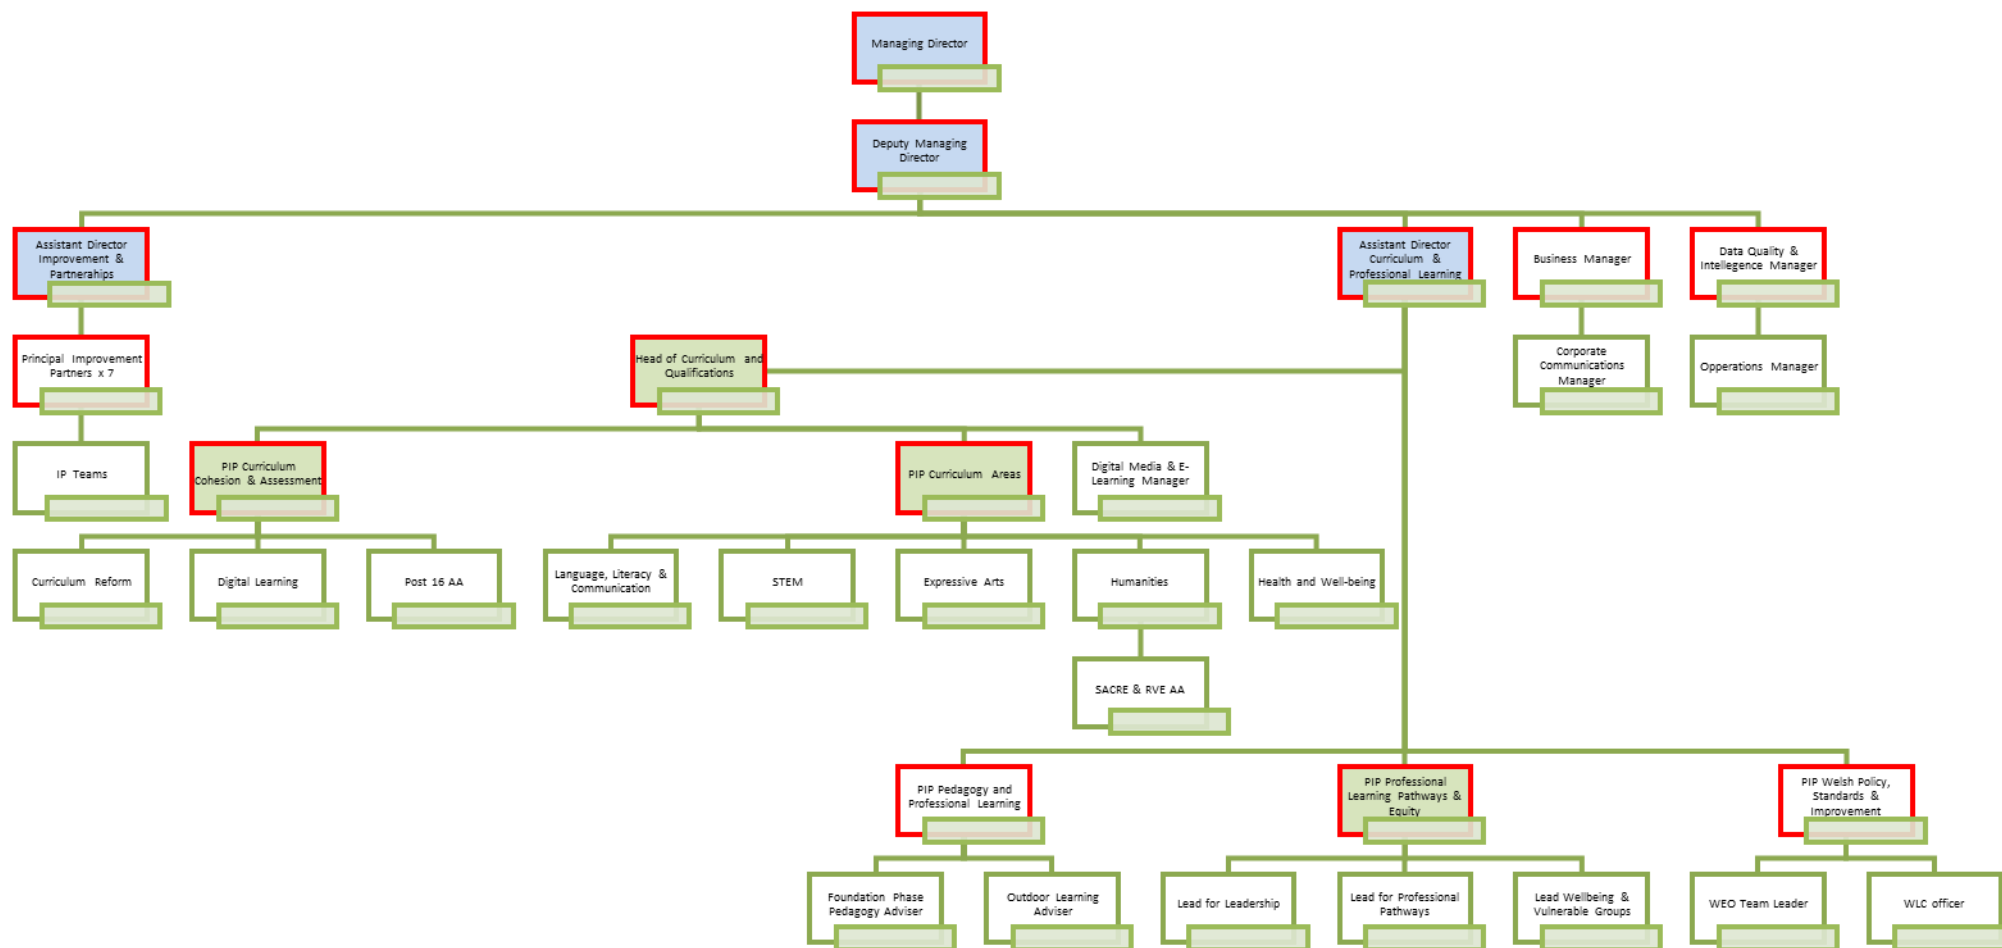 Managing Director
Deputy Managing
Director
Assistant Director
Improvement &
Partnerahips
Assistant Director
Curriculum &
Professional Learning
Business Manager
Data Quality &
Intellegence Manager
Principal Improvement
Partners x 7
Head of Curriculum and
Qualifications
Corporate
Communications
Manager
Opperations Manager
IP Teams
PIP Curriculum
Cohesion & Assessment
PIP Curriculum Areas
Digital Media & E-
Learning Manager
Curriculum Reform
Digital Learning
Post 16 AA
Language, Literacy &
Communication
STEM
Expressive Arts
Humanities
Health and Well-being
SACRE & RVE AA
PIP Pedagogy and
Professional Learning
PIP Professional
Learning Pathways &
Equity
PIP Welsh Policy,
Standards &
Improvement
Foundation Phase
Pedagogy Adviser
Outdoor Learning
Adviser
Lead for Leadership
Lead for Professional
Pathways
Lead Wellbeing &
Vulnerable Groups
WEO Team Leader
WLC officer